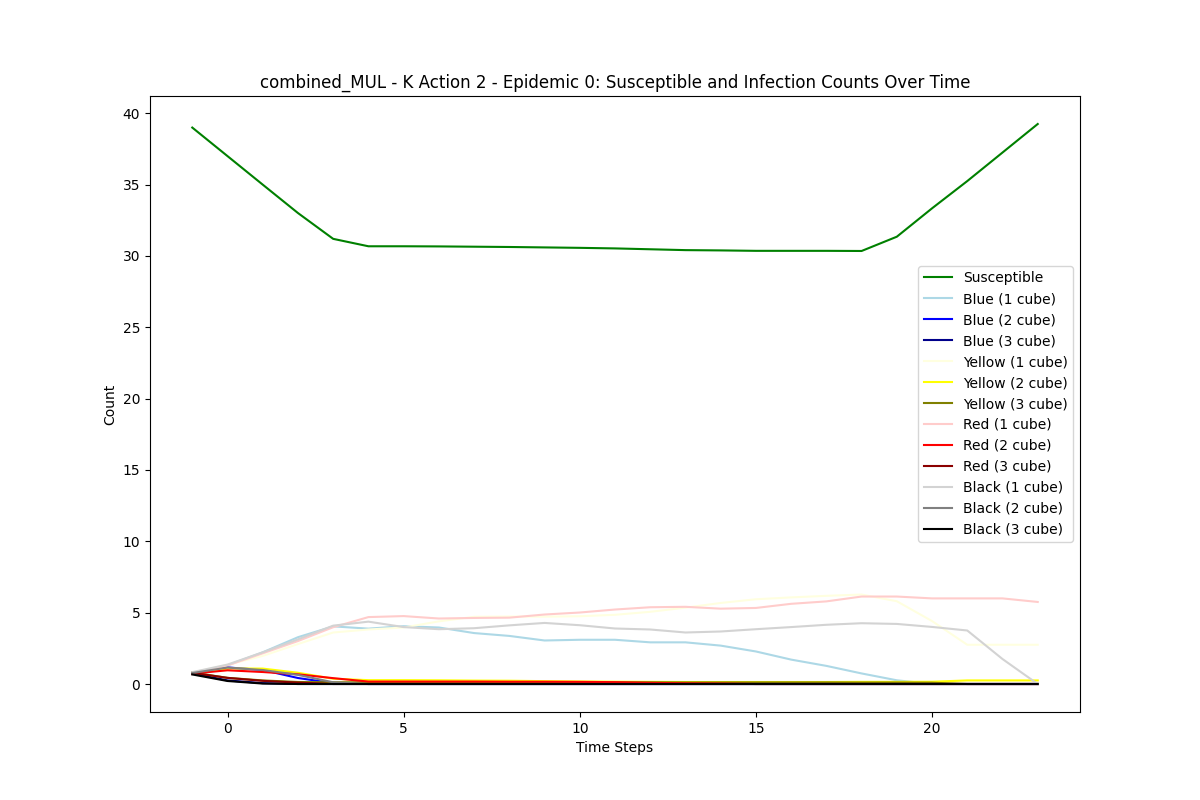 combined_MUL - K Action 2 - Epidemic 0: Susceptible and Infection Counts Over Time
40
35
30
25
20
15
10
5
0
Count
Susceptible
Blue (1 cube)
Blue (2 cube)
Blue (3 cube)
Yellow (1 cube)
Yellow (2 cube)
Yellow (3 cube)
Red (1 cube)
Red (2 cube)
Red (3 cube)
Black (1 cube)
Black (2 cube)
Black (3 cube)
0 5 10 15 20
Time Steps